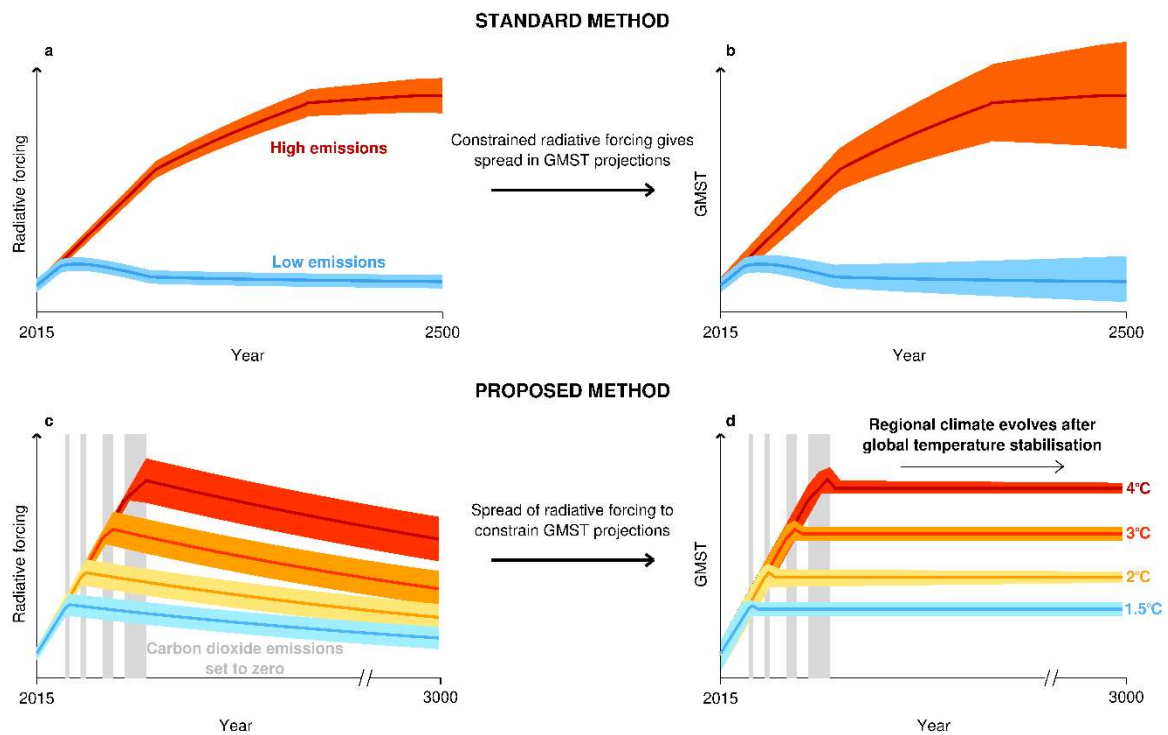 STANDARD METHOD
a
Radiative forcing
High emissions
Low emissions
2015
2500
Year
Constrained radiative forcing gives
spread in GMST projections
b
GMST
2015
2500
Year
PROPOSED METHOD
c
Radiative forcing
Carbon dioxide emissions
set to zero
2015
3000
Year
Spread of radiative forcing to
constrain GMST projections
d
Regional climate evolves after
global temperature stabilisation
GMST
4°C
3°C
2°C
1.5°C
2015
3000
Year